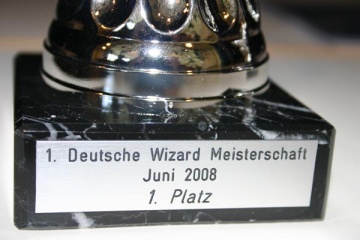 1. Deutsche Wizard Meisterschaft
Juni 2008
1. Platz